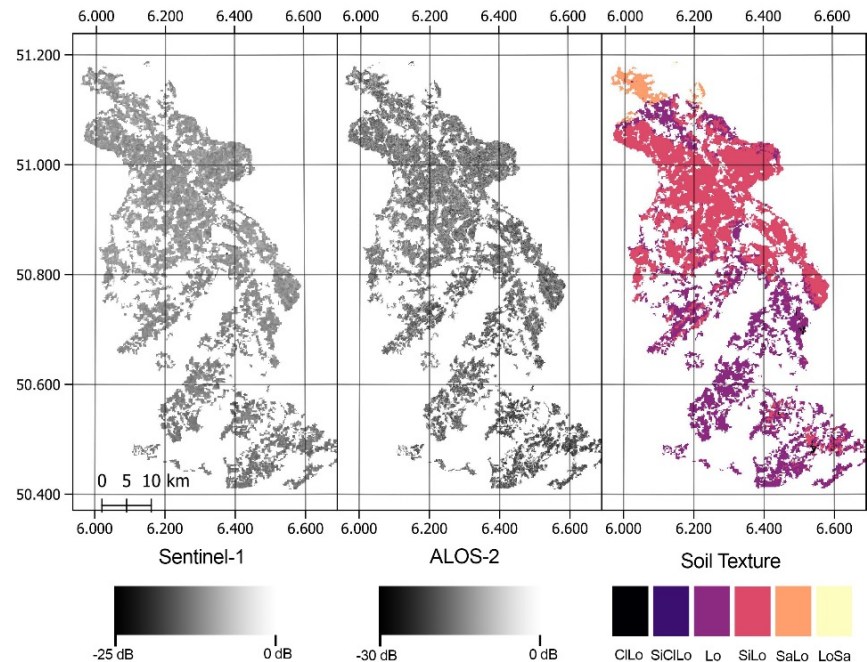 6.000 6.200 6.400 6.600 6.000 6.200 6.400 6.600 6.000 6.200 6.400 6.600
51.200
51.000
50.800
50.600
50.400
0 5 10 km
6.000 6.200 6.400 6.600 6.000 6.200 6.400 6.600 6.000 6.200 6.400 6.600
Sentinel-1 ALOS-2 Soil Texture
-25 dB 0 dB -30 dB 0 dB ClLo SiClLo Lo SiLo SaLo LoSa